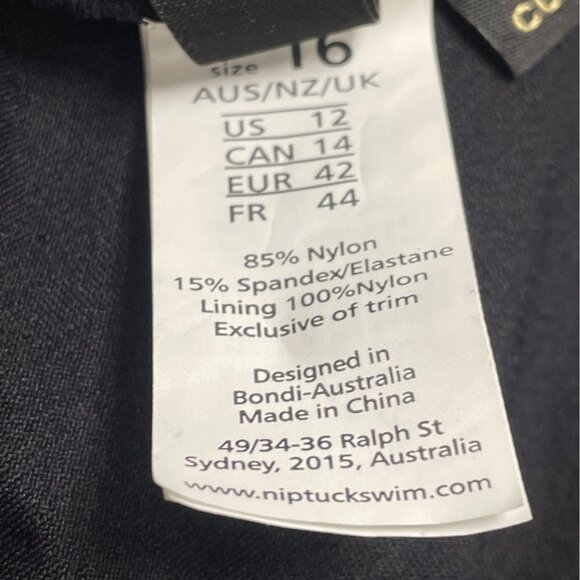 size 16
AUS/NZ/UK
US 12
CAN 14
EUR 42
FR 44
85% Nylon
15% Spandex/Elastane
Lining 100%Nylon
Exclusive of trim
Designed in
Bondi-Australia
Made in China
49/34-36 Ralph St
Sydney, 2015, Australia
www.niptuckswim.com